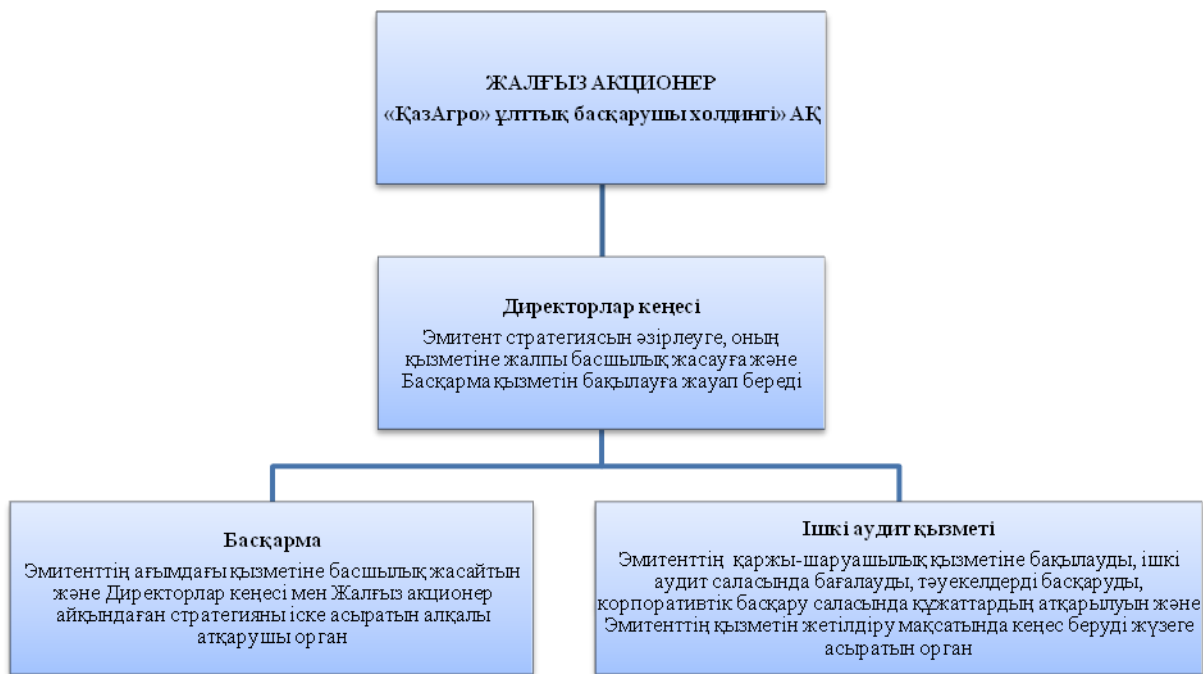 ЖАЛҒЫЗ АКЦИОНЕР
«ҚазАгро» ұлттық басқарушы холдингі» АҚ
Директорлар кеңесі
Эмитент стратегиясын әзірлеуге, оның
қызметіне жалпы басшылық жасауға және
Басқарма қызметін бақылауға жауап береді
Басқарма
Эмитенттің ағымдағы қызметіне басшылық жасайтын
және Директорлар кеңесі мен Жалғыз акционер
айқындаған стратегияны іске асыратын алқалы
атқарушы орган
Ішкі аудит қызметі
Эмитенттің қаржы-шаруашылық қызметіне бақылауды, ішкі
аудит саласында бағалауды, тәуекелдерді басқаруды,
корпоративтік басқару саласында құжаттардың атқарылуын және
Эмитенттің қызметін жетілдіру мақсатында кеңес беруді жүзеге
асыратын орган